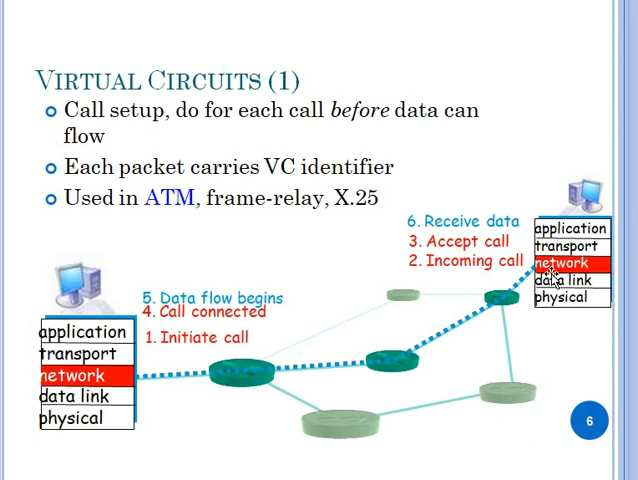 VIRTUAL CIRCUITS (1)
Call setup, do for each call before data can
flow
Each packet carries VC identifier
Used in ATM, frame-relay, X.25
6. Receive data
3. Accept call
2. Incoming call
application
transport
network
data link
physical
5. Data flow begins
4. Call connected
1. Initiate call
application
transport
network
data link
physical
6